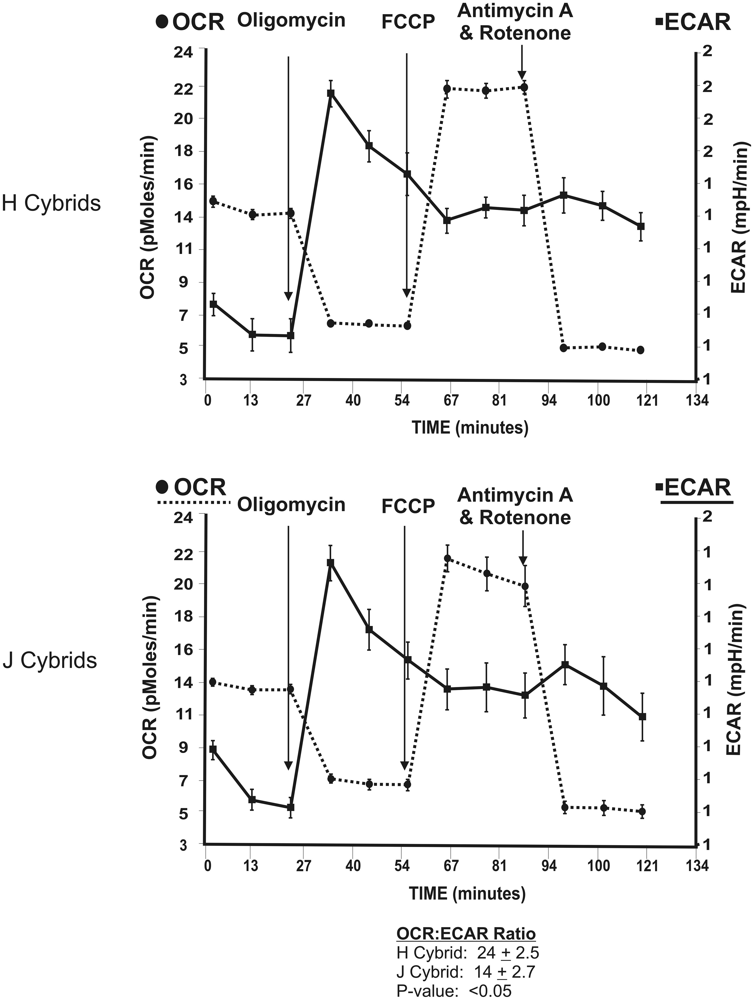 ● OCR Oligomycin FCCP Antimycin A & Rotenone ■ECAR
24
22
20
18
16
14
11
9
7
5
3
OCR (pMoles/min)
H Cybrids
2
2
2
2
1
1
1
1
1
1
1
ECAR (mpH/min)
0 13 27 40 54 67 81 94 100 121 134
TIME (minutes)
● OCR Oligomycin FCCP Antimycin A & Rotenone ■ECAR
24
22
20
18
16
14
11
9
7
5
3
OCR (pMoles/min)
J Cybrids
2
1
1
1
1
1
1
1
1
1
1
ECAR (mpH/min)
0 13 27 40 54 67 81 94 100 121 134
TIME (minutes)
OCR:ECAR Ratio
H Cybrid: 24 ± 2.5
J Cybrid: 14 ± 2.7
P-value: <0.05